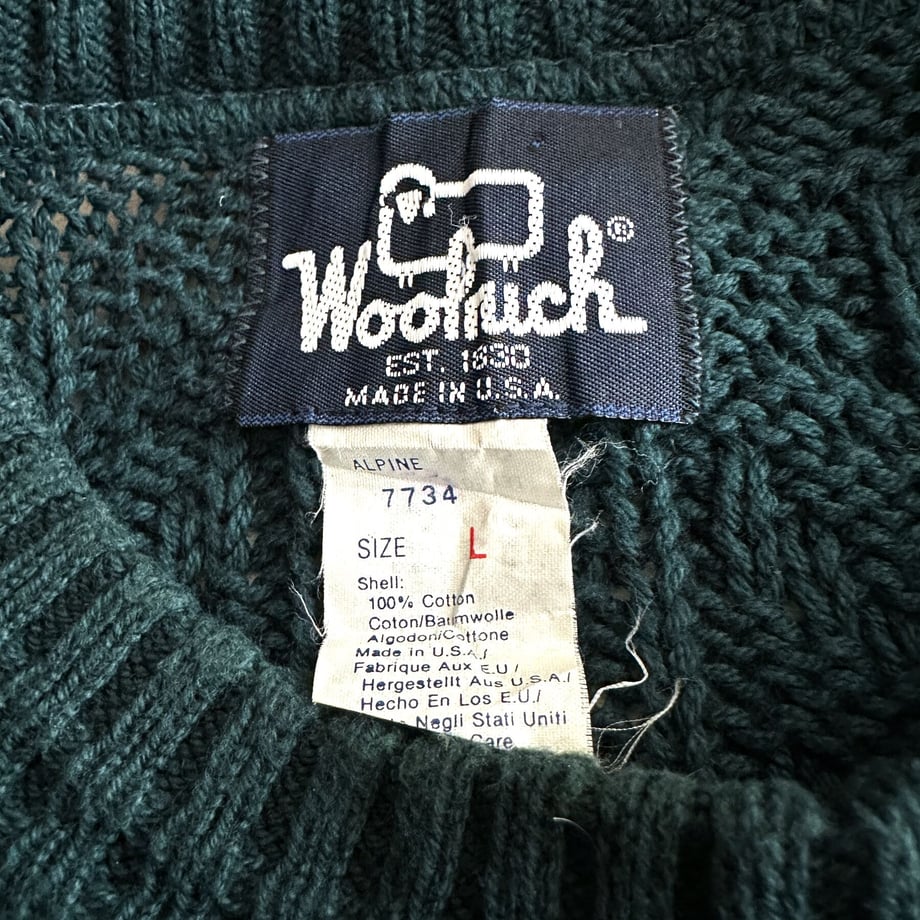 Woolrich®
EST. 1830
MADE IN U.S.A.
ALPINE
7734
SIZE L
Shell:
100% Cotton
Coton/Baumwolle
Algodon/Cottone
Made in U.S.A./
Fabrique Aux E.U/
Hergestellt Aus U.S.A./
Hecho En Los E.U./
Negli Stati Uniti
Care